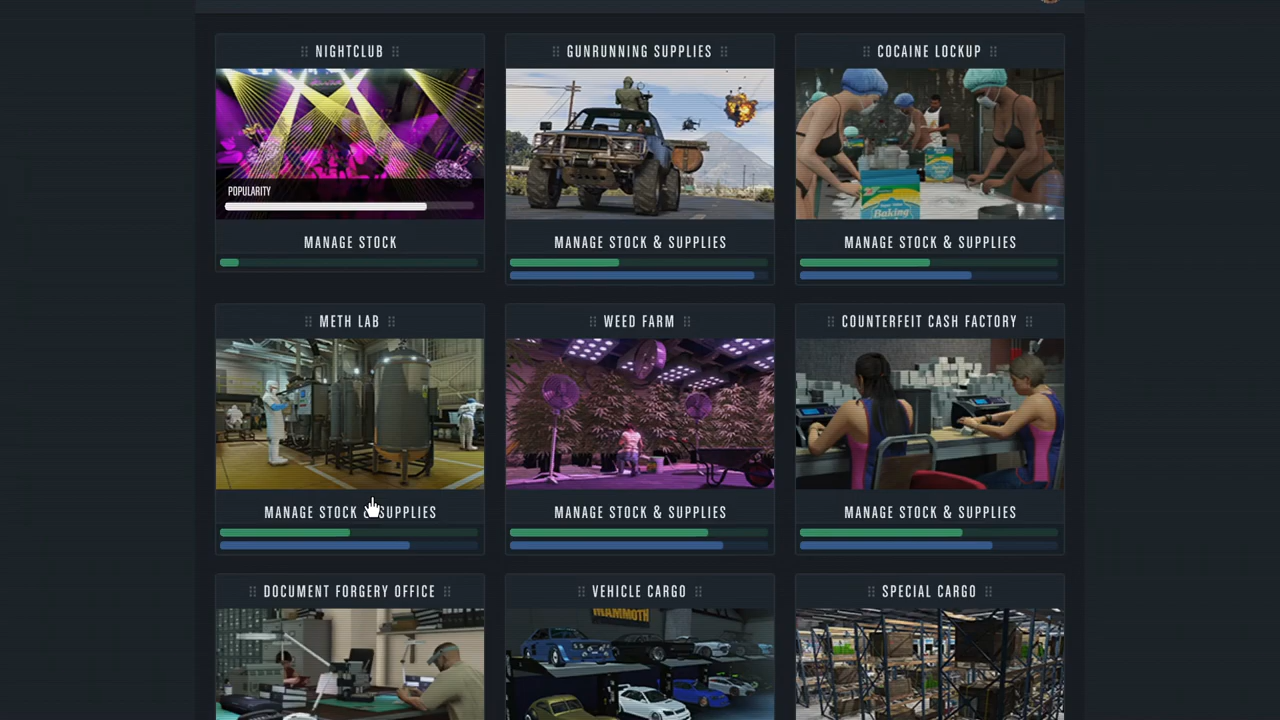 NIGHTCLUB
GUNRUNNING SUPPLIES
COCAINE LOCKUP
POPULARITY
Baking
MANAGE STOCK
MANAGE STOCK & SUPPLIES
MANAGE STOCK & SUPPLIES
METH LAB
WEED FARM
COUNTERFEIT CASH FACTORY
MANAGE STOCK & SUPPLIES
MANAGE STOCK & SUPPLIES
MANAGE STOCK & SUPPLIES
DOCUMENT FORGERY OFFICE
VEHICLE CARGO
SPECIAL CARGO
MAMMOTH